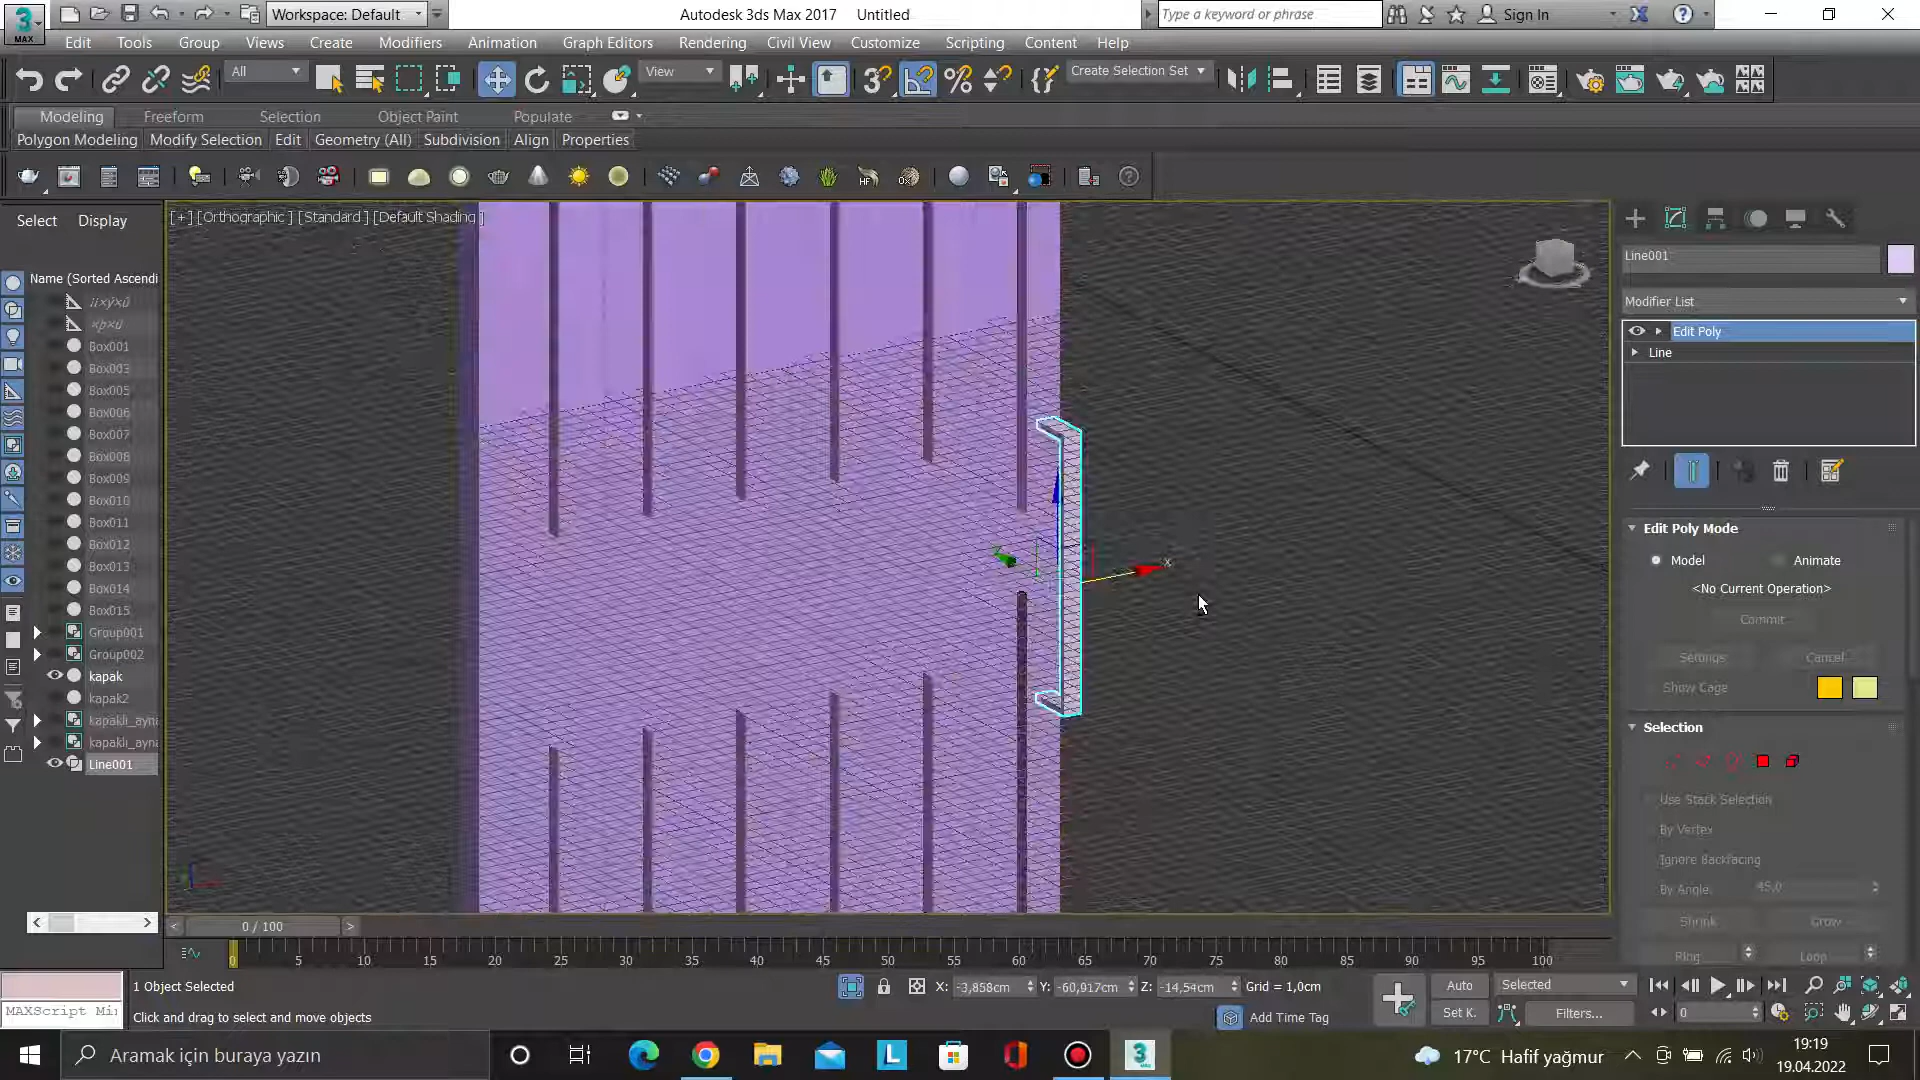 Workspace: Default
Autodesk 3ds Max 2017 Untitled
Type a keyword or phrase
Sign In
MAX
Edit Tools Group Views Create Modifiers Animation Graph Editors Rendering Civil View Customize Scripting Content Help
All
View
Create Selection Set
Modeling Freeform Selection Object Paint Populate
Polygon Modeling Modify Selection Edit Geometry (All) Subdivision Align Properties
Select Display
[+] [Orthographic] [Standard] [Default Shading]
Name (Sorted Ascendi
Box001
Box003
Box005
Box006
Box007
Box008
Box009
Box010
Box011
Box012
Box013
Box014
Box015
Group001
Group002
kapak
kapak2
kapaklı_ayna
kapaklı_ayna
Line001
x
Line001
Modifier List
Edit Poly
Line
Edit Poly Mode
Model Animate
<No Current Operation>
Commit
Settings Cancel
Show Cage
Selection
Use Stack Selection
By Vertex
Ignore Backfacing
By Angle: 45,0
Shrink Grow
Ring Loop
< 0 / 100 >
0 5 10 15 20 25 30 35 40 45 50 55 60 65 70 75 80 85 90 95 100
1 Object Selected
X: -3,858cm Y: -60,917cm Z: -14,54cm Grid = 1,0cm
Auto Selected
MAXScript Mi
Click and drag to select and move objects
Add Time Tag
Set K. Filters...
0
Aramak için buraya yazın
17°C Hafif yağmur
19:19
19.04.2022